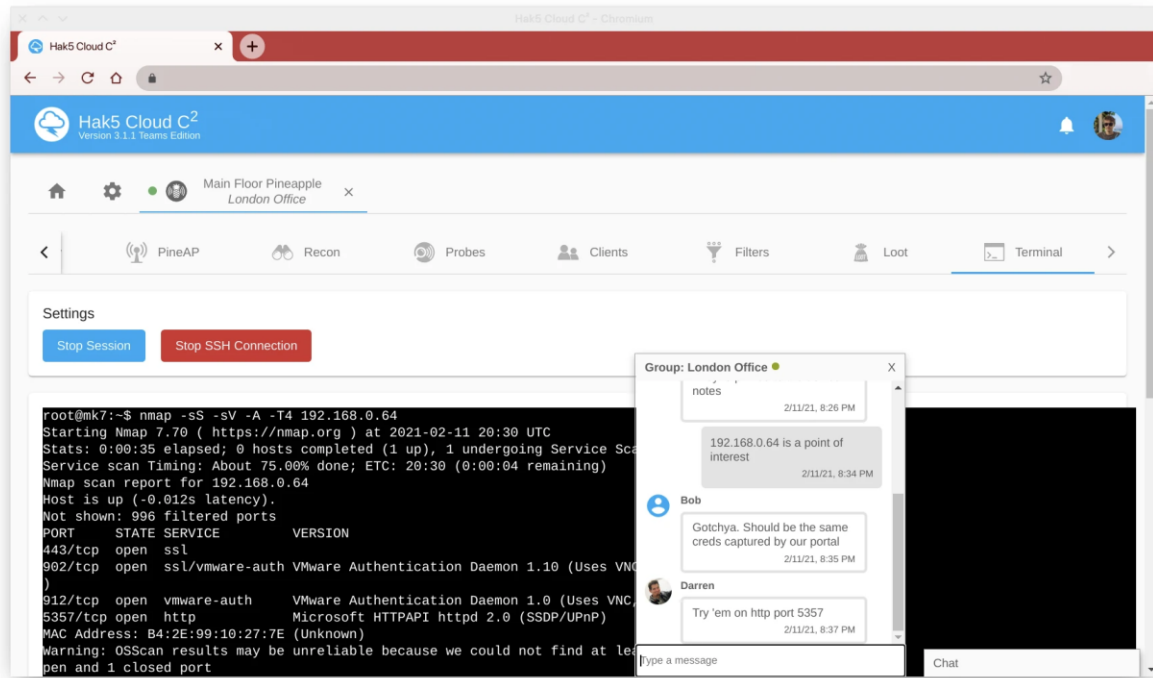 Hak5 Cloud C² - Chromium
Hak5 Cloud C²
Hak5 Cloud C²
Version 3.1.1 Teams Edition
Main Floor Pineapple
London Office
PineAP Recon Probes Clients Filters Loot Terminal
Settings
Stop Session Stop SSH Connection
root@mk7:~$ nmap -sS -sV -A -T4 192.168.0.64
Starting Nmap 7.70 ( https://nmap.org ) at 2021-02-11 20:30 UTC
Stats: 0:00:35 elapsed; 0 hosts completed (1 up), 1 undergoing Service Sca
Service scan Timing: About 75.00% done; ETC: 20:30 (0:00:04 remaining)
Nmap scan report for 192.168.0.64
Host is up (-0.012s latency).
Not shown: 996 filtered ports
PORT STATE SERVICE VERSION
443/tcp open ssl
902/tcp open ssl/vmware-auth VMware Authentication Daemon 1.10 (Uses VNC
)
912/tcp open vmware-auth VMware Authentication Daemon 1.0 (Uses VNC,
5357/tcp open http Microsoft HTTPAPI httpd 2.0 (SSDP/UPnP)
MAC Address: B4:2E:99:10:27:7E (Unknown)
Warning: OSScan results may be unreliable because we could not find at lea
pen and 1 closed port
Group: London Office X
notes
2/11/21, 8:26 PM
192.168.0.64 is a point of
interest
2/11/21, 8:34 PM
Bob
Gotchya. Should be the same
creds captured by our portal
2/11/21, 8:35 PM
Darren
Try 'em on http port 5357
2/11/21, 8:37 PM
Type a message
Chat